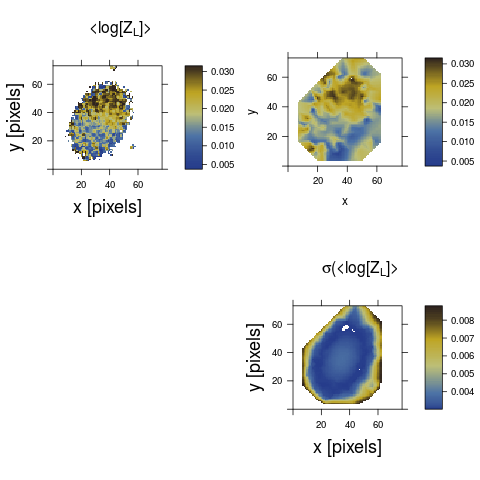 <log[Z_L]>
60
40
20
20 40 60
y [pixels]
x [pixels]
0.030
0.025
0.020
0.015
0.010
0.005
60
40
20
20 40 60
y
x
0.030
0.025
0.020
0.015
0.010
0.005
σ(<log[Z_L]>
60
40
20
20 40 60
y [pixels]
x [pixels]
0.008
0.007
0.006
0.005
0.004